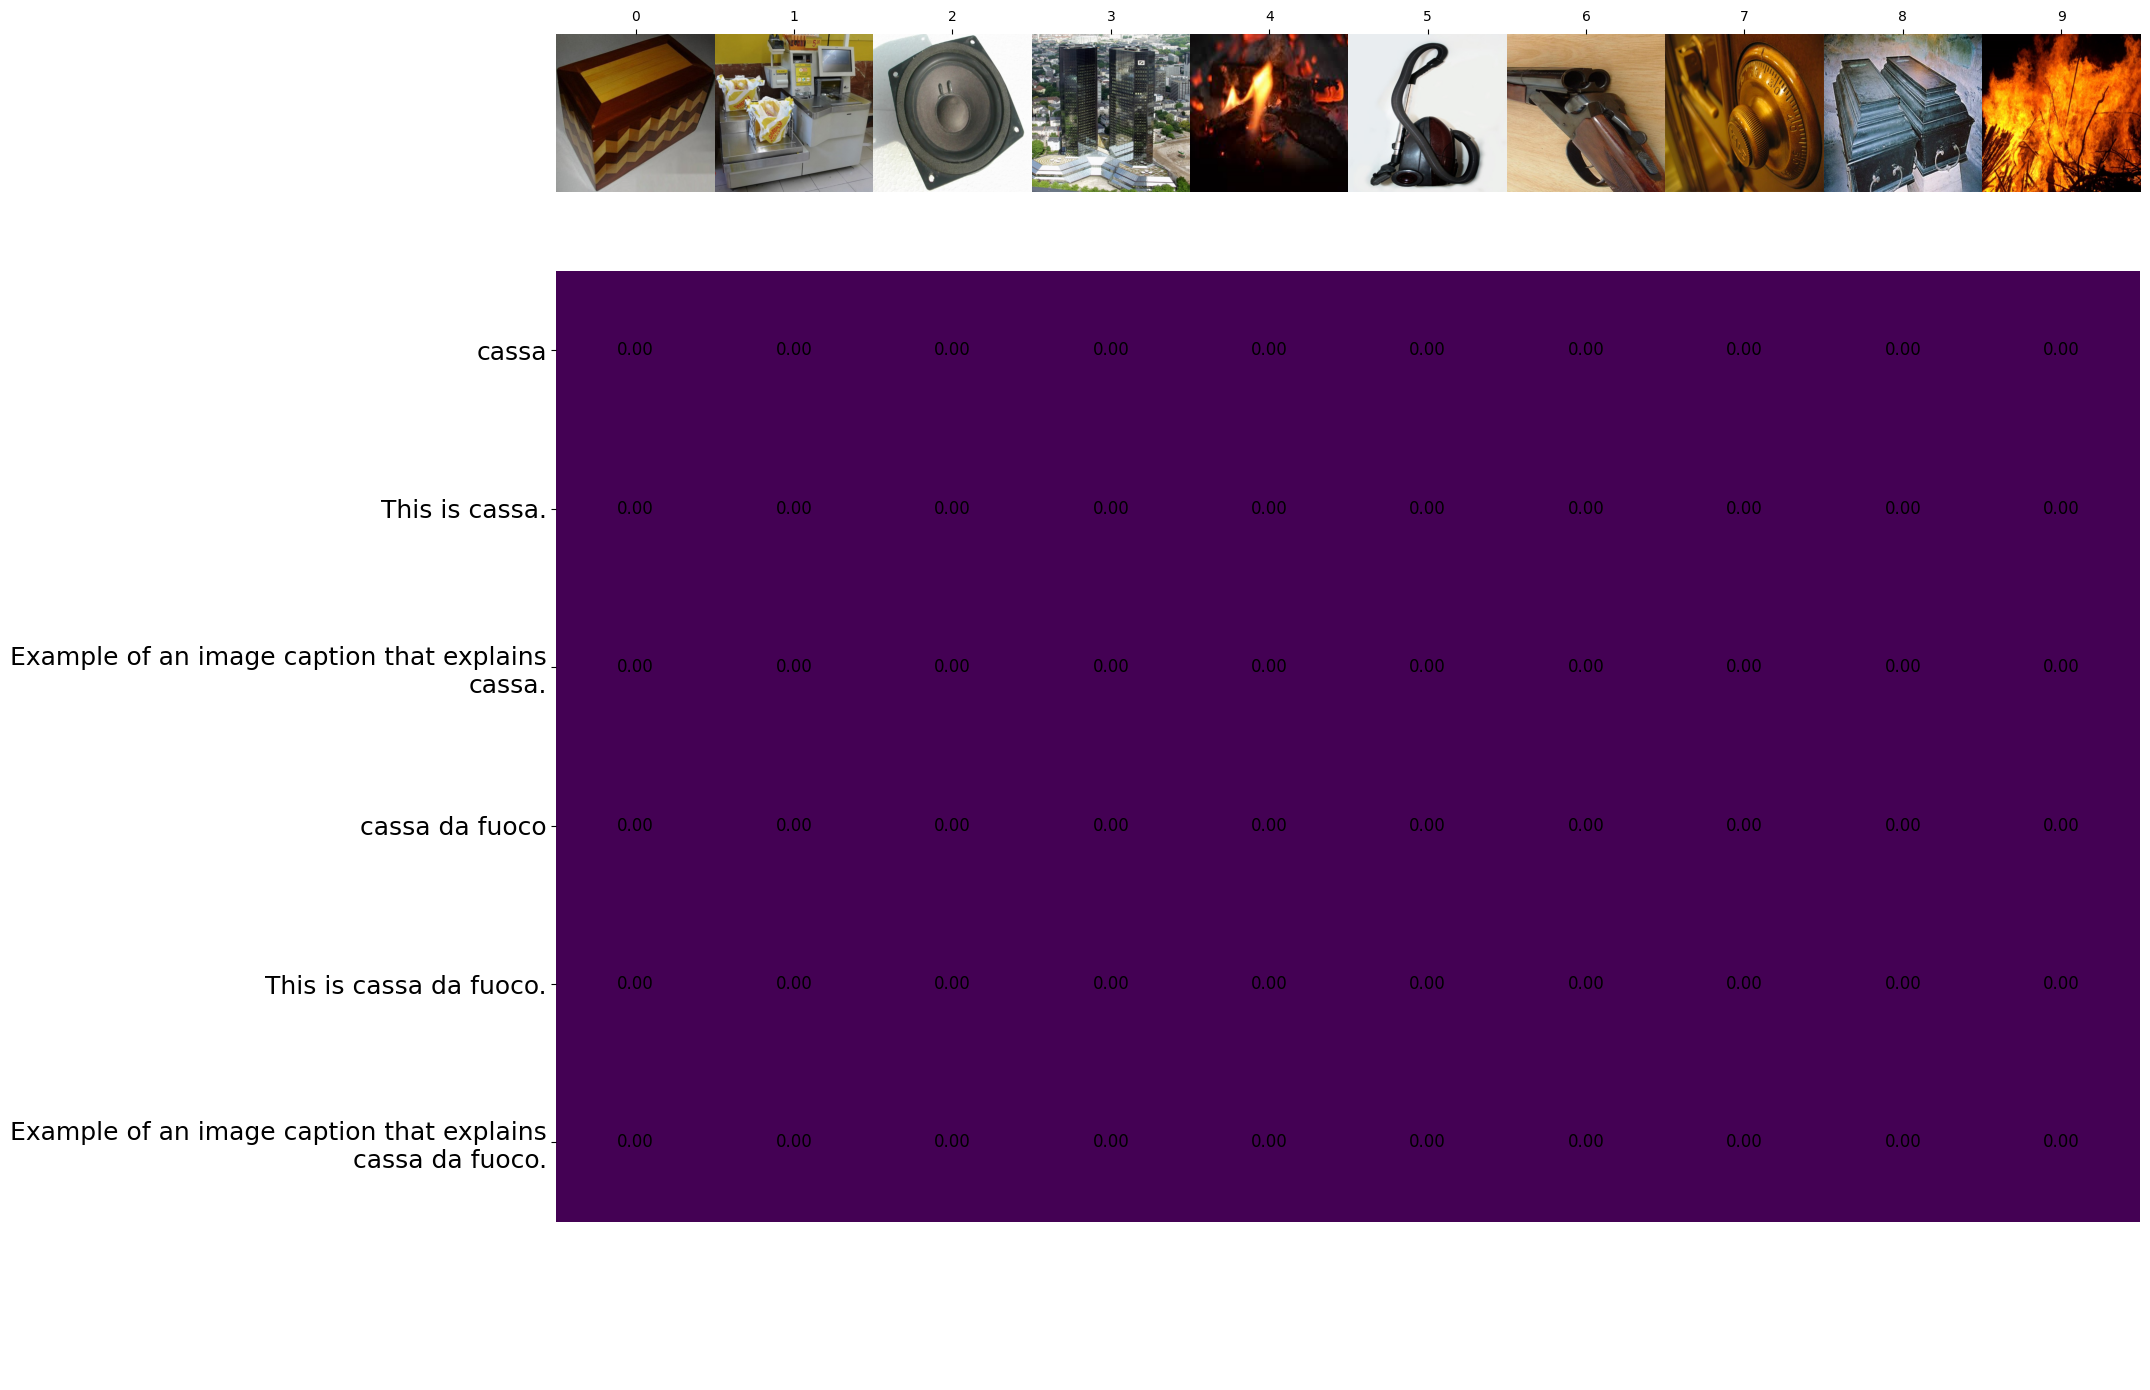 0 1 2 3 4 5 6 7 8 9
cassa 0.00 0.00 0.00 0.00 0.00 0.00 0.00 0.00 0.00 0.00
This is cassa. 0.00 0.00 0.00 0.00 0.00 0.00 0.00 0.00 0.00 0.00
Example of an image caption that explains
cassa. 0.00 0.00 0.00 0.00 0.00 0.00 0.00 0.00 0.00 0.00
cassa da fuoco 0.00 0.00 0.00 0.00 0.00 0.00 0.00 0.00 0.00 0.00
This is cassa da fuoco. 0.00 0.00 0.00 0.00 0.00 0.00 0.00 0.00 0.00 0.00
Example of an image caption that explains
cassa da fuoco. 0.00 0.00 0.00 0.00 0.00 0.00 0.00 0.00 0.00 0.00